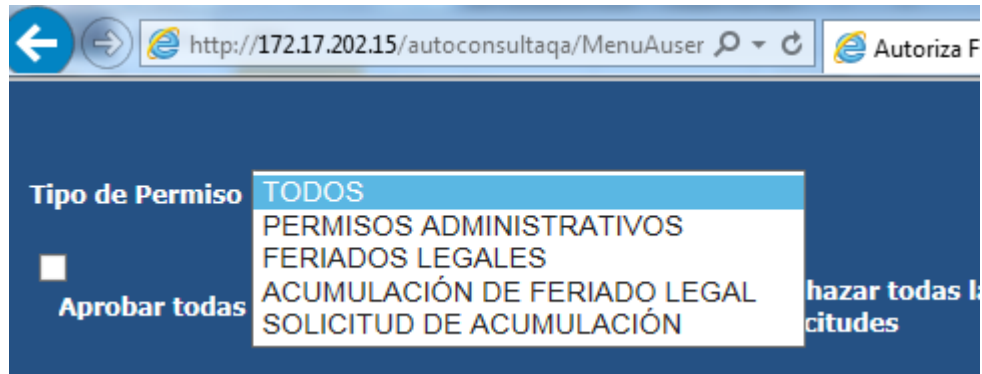 http://172.17.202.15/autoconsultaqa/MenuAuser
Autoriza F
Tipo de Permiso
TODOS
PERMISOS ADMINISTRATIVOS
FERIADOS LEGALES
ACUMULACIÓN DE FERIADO LEGAL
SOLICITUD DE ACUMULACIÓN
Aprobar todas
hazar todas la
citudes